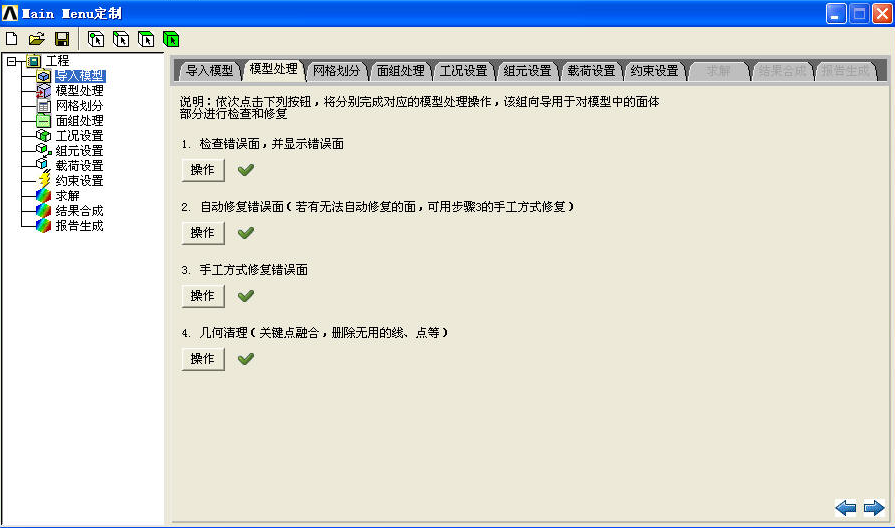 Main Menu定制
工程
导入模型
模型处理
网格划分
面组处理
工况设置
组元设置
载荷设置
约束设置
求解
结果合成
报告生成
导入模型 模型处理 网格划分 面组处理 工况设置 组元设置 载荷设置 约束设置 求解 结果合成 报告生成
说明：依次点击下列按钮，将分别完成对应的模型处理操作，该组向导用于对模型中的面体
部分进行检查和修复
1. 检查错误面，并显示错误面
操作
2. 自动修复错误面(若有无法自动修复的面，可用步骤3的手工方式修复)
操作
3. 手工方式修复错误面
操作
4. 几何清理(关键点融合，删除无用的线、点等)
操作